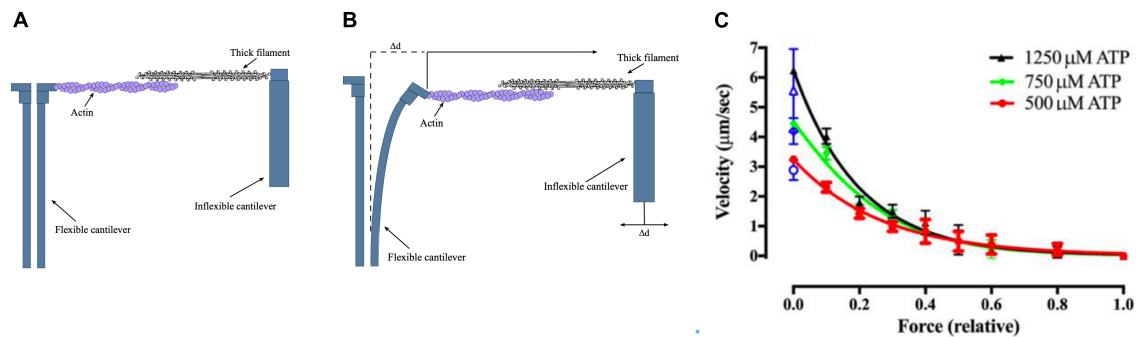 A
Thick filament
Actin
Inflexible cantilever
Flexible cantilever
B
Δd
Thick filament
Actin
Inflexible cantilever
Flexible cantilever
Δd
C
7
6
5
4
3
2
1
0
Velocity (μm/sec)
1250 μM ATP
750 μM ATP
500 μM ATP
0.0 0.2 0.4 0.6 0.8 1.0
Force (relative)